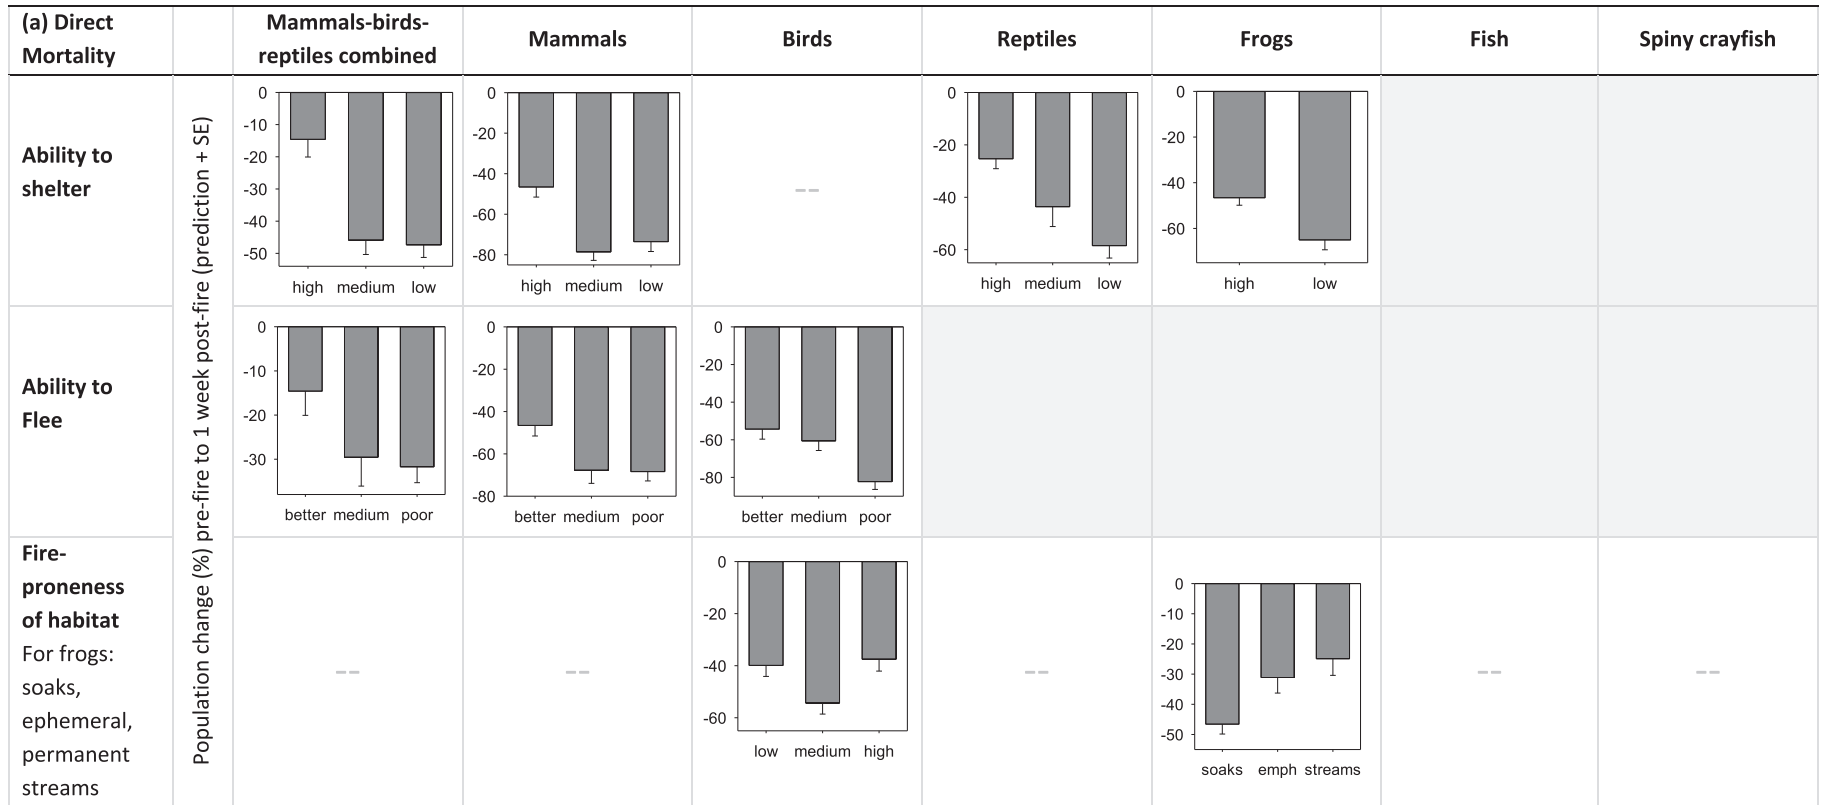 (a) Direct
Mortality
Mammals-birds-
reptiles combined
Mammals
Birds
Reptiles
Frogs
Fish
Spiny crayfish
Population change (%) pre-fire to 1 week post-fire (prediction + SE)
Ability to
shelter
0
-10
-20
-30
-40
-50
high medium low
0
-20
-40
-60
-80
high medium low
--
0
-20
-40
-60
high medium low
0
-20
-40
-60
high low
Ability to
Flee
0
-10
-20
-30
better medium poor
0
-20
-40
-60
-80
better medium poor
0
-20
-40
-60
-80
better medium poor
Fire-
proneness
of habitat
For frogs:
soaks,
ephemeral,
permanent
streams
--
--
0
-20
-40
-60
low medium high
--
0
-10
-20
-30
-40
-50
soaks emph streams
--
--